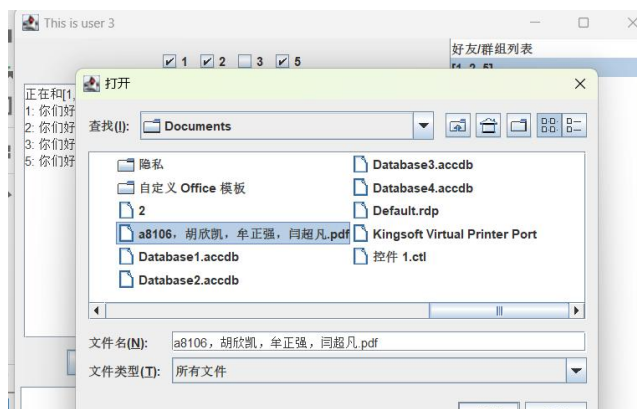 This is user 3
1 2 3 5
好友/群组列表
[1, 2, 5]
正在和[1,
1: 你们好
2: 你们好
3: 你们好
5: 你们好
打开
查找(I): Documents
隐私
自定义 Office 模板
2
a8106，胡欣凯，牟正强，闫超凡.pdf
Database1.accdb
Database2.accdb
Database3.accdb
Database4.accdb
Default.rdp
Kingsoft Virtual Printer Port
控件 1.ctl
文件名(N): a8106，胡欣凯，牟正强，闫超凡.pdf
文件类型(T): 所有文件